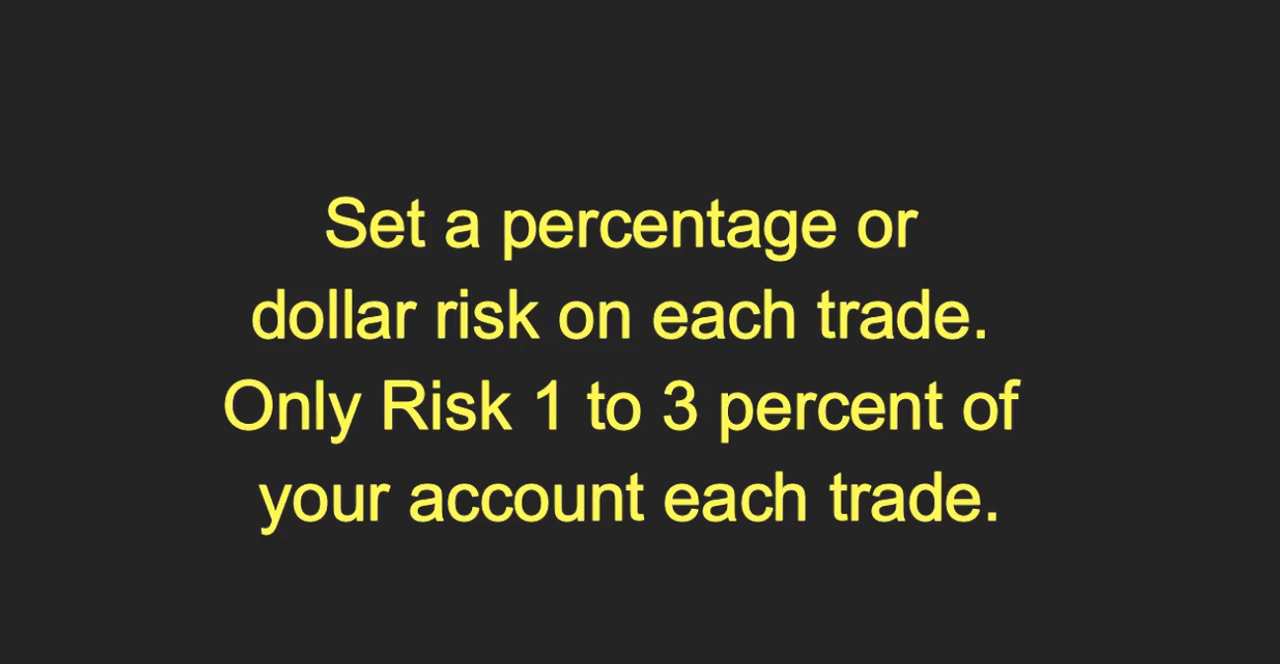 Set a percentage or
dollar risk on each trade.
Only Risk 1 to 3 percent of
your account each trade.